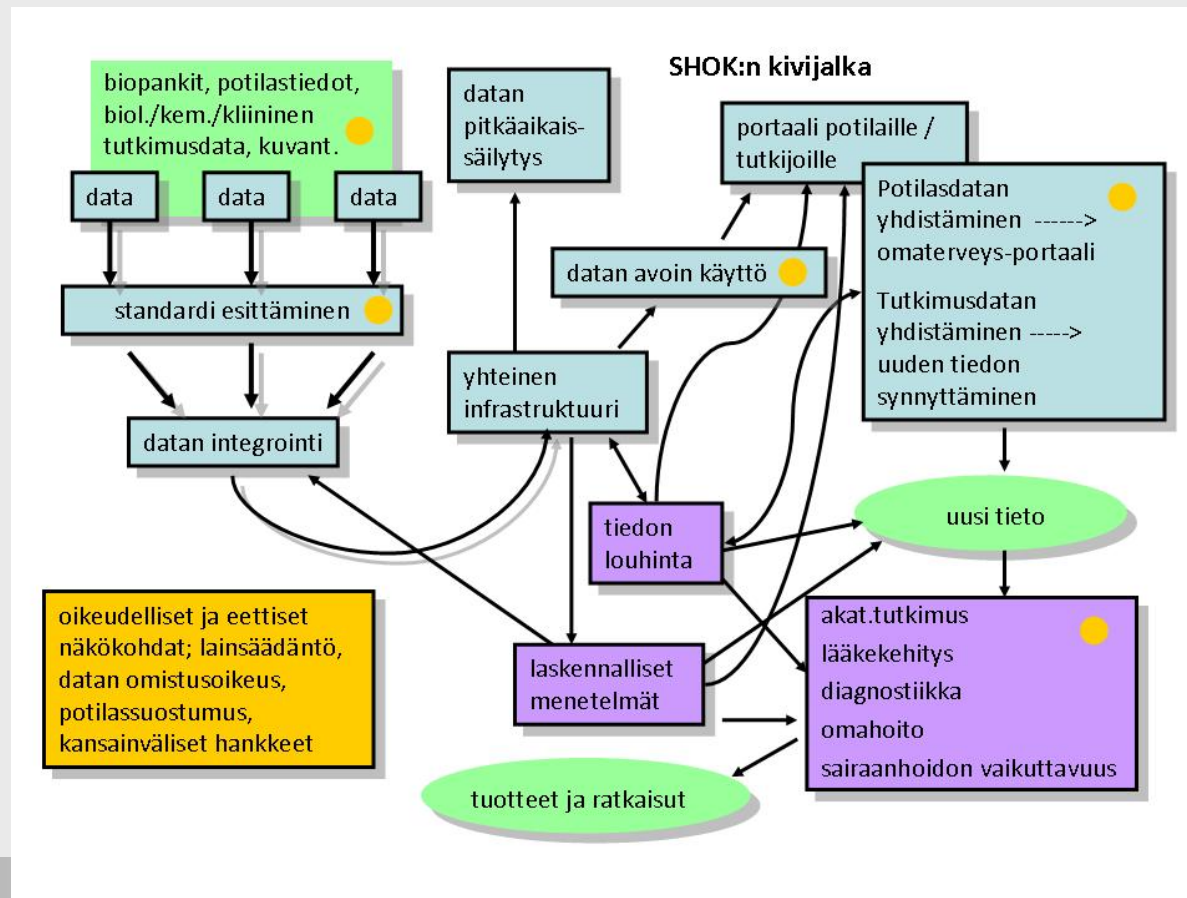 SHOK:n kivijalka
biopankit, potilastiedot,
biol./kem./kliininen
tutkimusdata, kuvant.
data
data
data
standardi esittäminen
datan integrointi
datan
pitkäaikais-
säilytys
portaali potilaille /
tutkijoille
Potilasdatan
yhdistäminen ------>
omaterveys-portaali
Tutkimusdatan
yhdistäminen ----->
uuden tiedon
synnyttäminen
datan avoin käyttö
yhteinen
infrastruktuuri
tiedon
louhinta
uusi tieto
oikeudelliset ja eettiset
näkökohdat; lainsäädäntö,
datan omistusoikeus,
potilassuostumus,
kansainväliset hankkeet
laskennalliset
menetelmät
akat.tutkimus
lääkekehitys
diagnostiikka
omahoito
sairaanhoidon vaikuttavuus
tuotteet ja ratkaisut